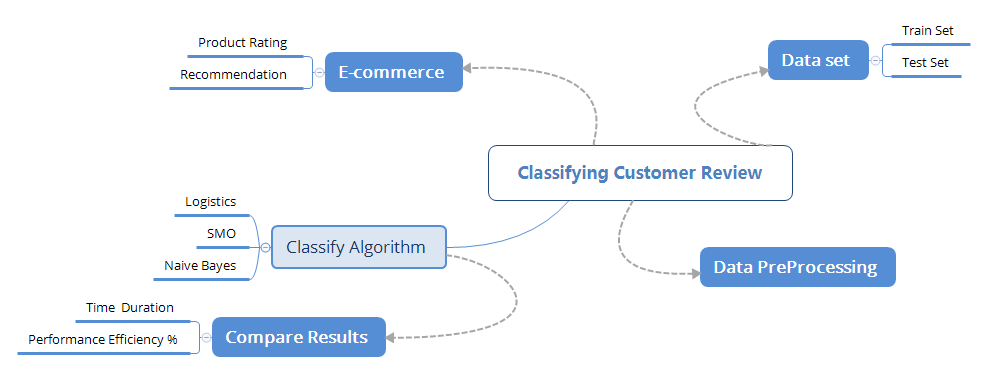 Product Rating
Recommendation
E-commerce
Data set
Train Set
Test Set
Classifying Customer Review
Logistics
SMO
Naive Bayes
Classify Algorithm
Data PreProcessing
Time Duration
Performance Efficiency %
Compare Results